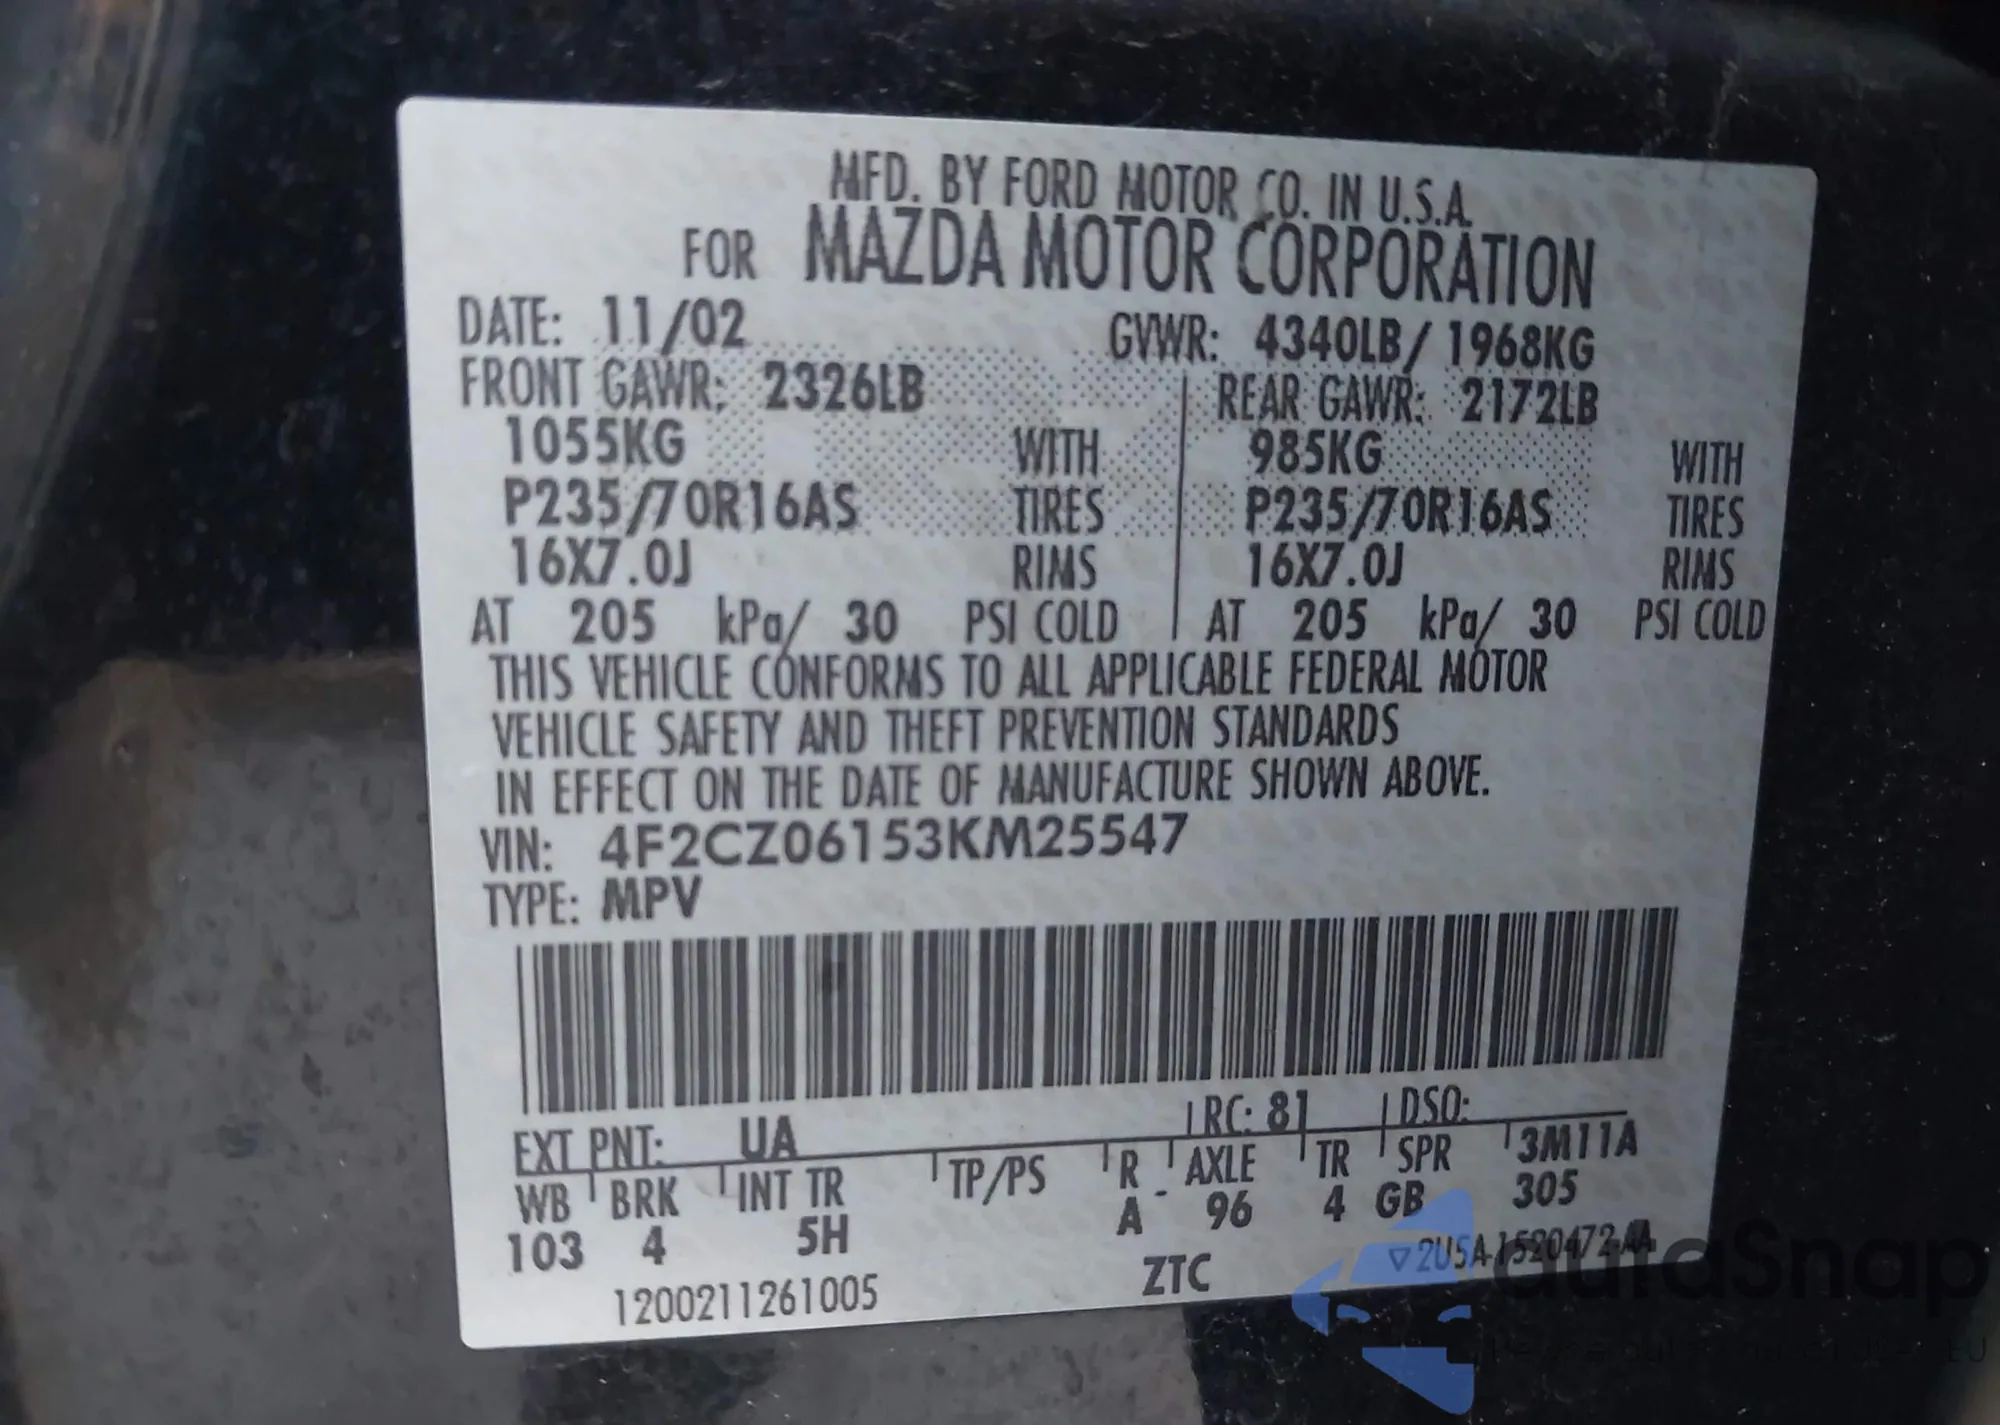 MFD. BY FORD MOTOR CO. IN U.S.A.
FOR MAZDA MOTOR CORPORATION
DATE: 11/02 GVWR: 4340LB/ 1968KG
FRONT GAWR: 2326LB REAR GAWR: 2172LB
1055KG WITH 985KG WITH
P235/70R16AS TIRES P235/70R16AS TIRES
16X7.0J RIMS 16X7.0J RIMS
AT 205 kPa/ 30 PSI COLD AT 205 kPa/ 30 PSI COLD
THIS VEHICLE CONFORMS TO ALL APPLICABLE FEDERAL MOTOR
VEHICLE SAFETY AND THEFT PREVENTION STANDARDS
IN EFFECT ON THE DATE OF MANUFACTURE SHOWN ABOVE.
VIN: 4F2CZ06153KM25547
TYPE: MPV
EXT PNT: UA RC: 81 DSO:
WB BRK INT TR TP/PS R AXLE TR SPR 3M11A
103 4 5H A 96 4 GB 305
1200211261005 ZTC 2U5A-1520472-AA
autoSnap